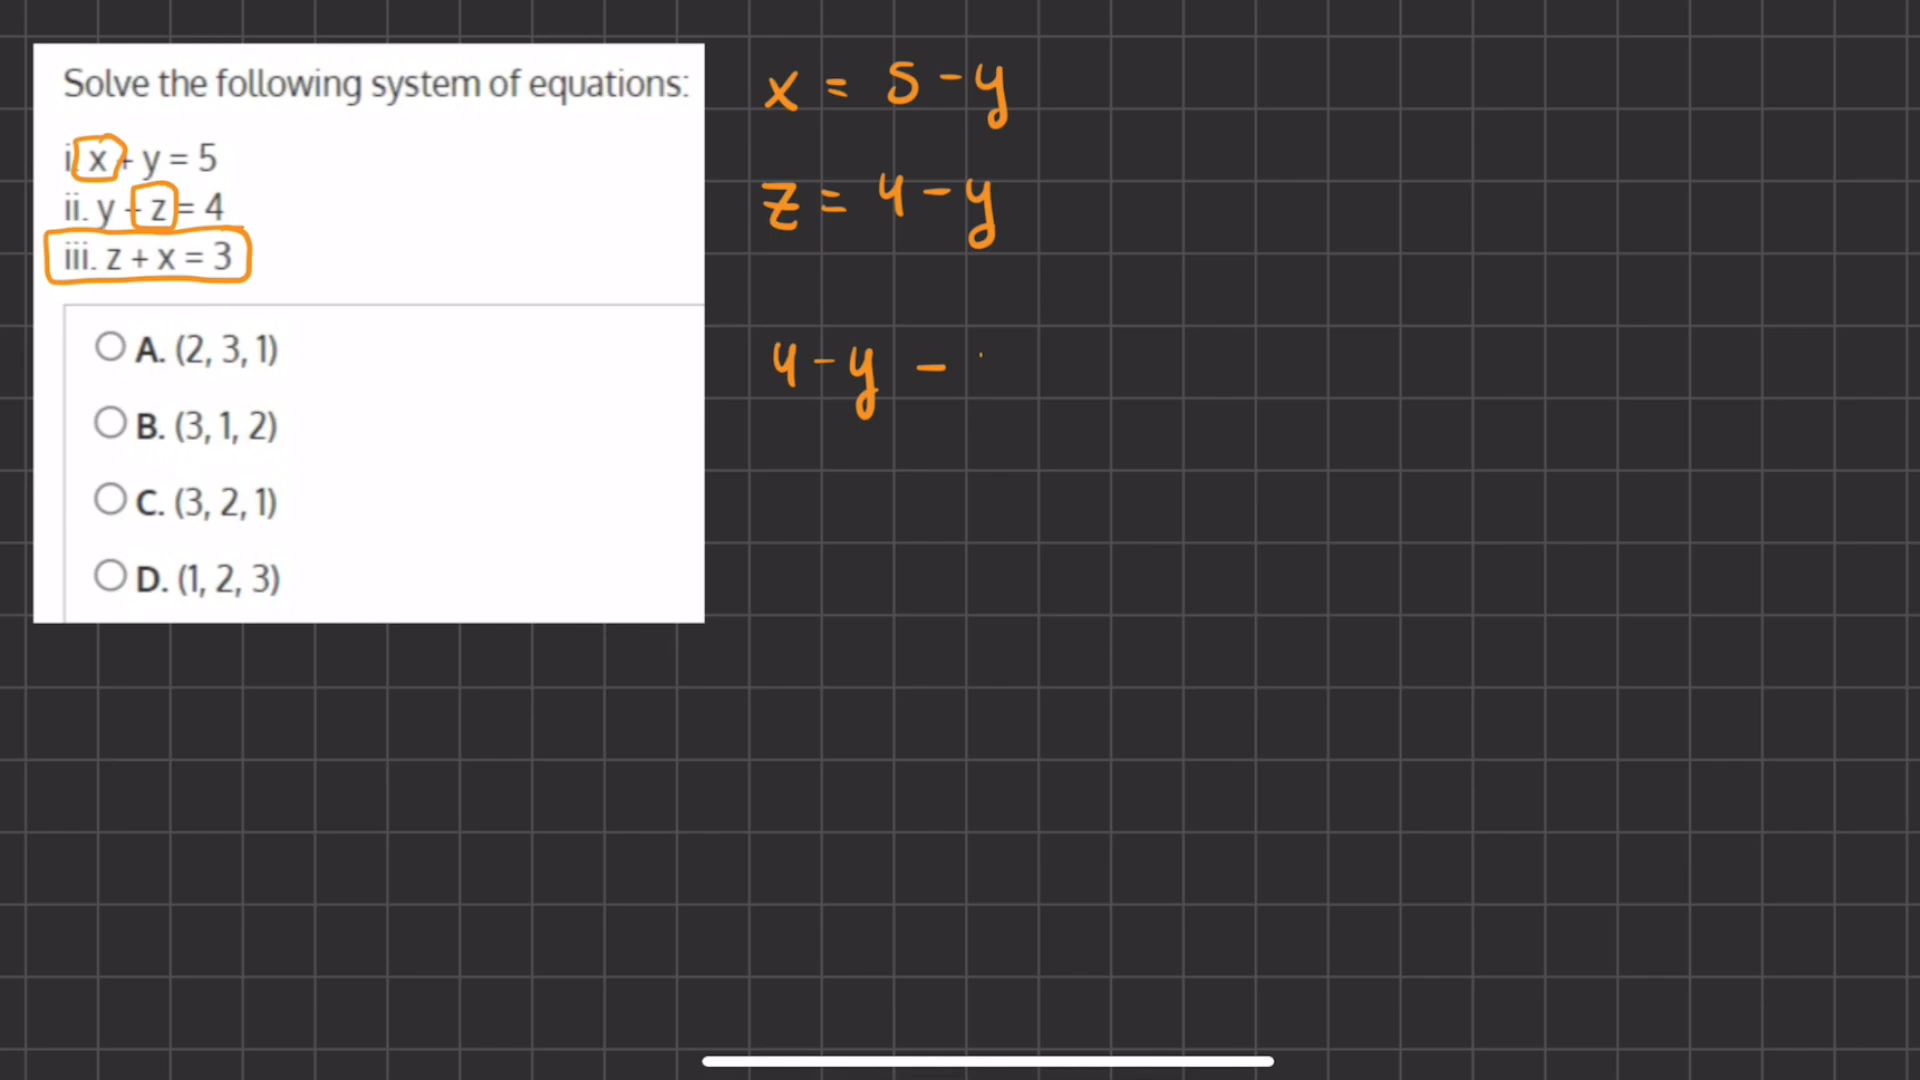 Solve the following system of equations:
i. x + y = 5
ii. y + z = 4
iii. z + x = 3
A. (2, 3, 1)
B. (3, 1, 2)
C. (3, 2, 1)
D. (1, 2, 3)
x = 5 - y
z = 4 - y
4 - y -